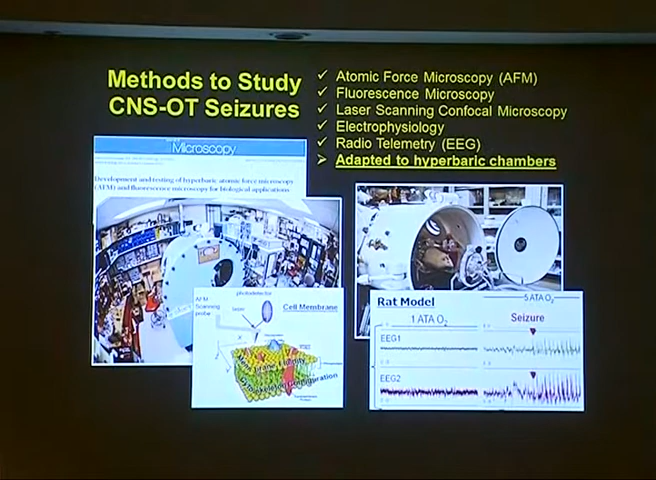 Methods to Study
CNS-OT Seizures
✓ Atomic Force Microscopy (AFM)
✓ Fluorescence Microscopy
✓ Laser Scanning Confocal Microscopy
✓ Electrophysiology
✓ Radio Telemetry (EEG)
➢ Adapted to hyperbaric chambers
Microscopy
Development and testing of hyperbaric atomic force microscopy
(AFM) and fluorescence microscopy for biological applications
photodetector
AFM
Scanning
probe
laser
Cell Membrane
Rat Model
1 ATA O₂
5 ATA O₂
Seizure
EEG1
EEG2